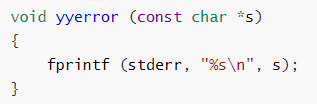 void yyerror (const char *s)
{
    fprintf (stderr, "%s\n", s);
}